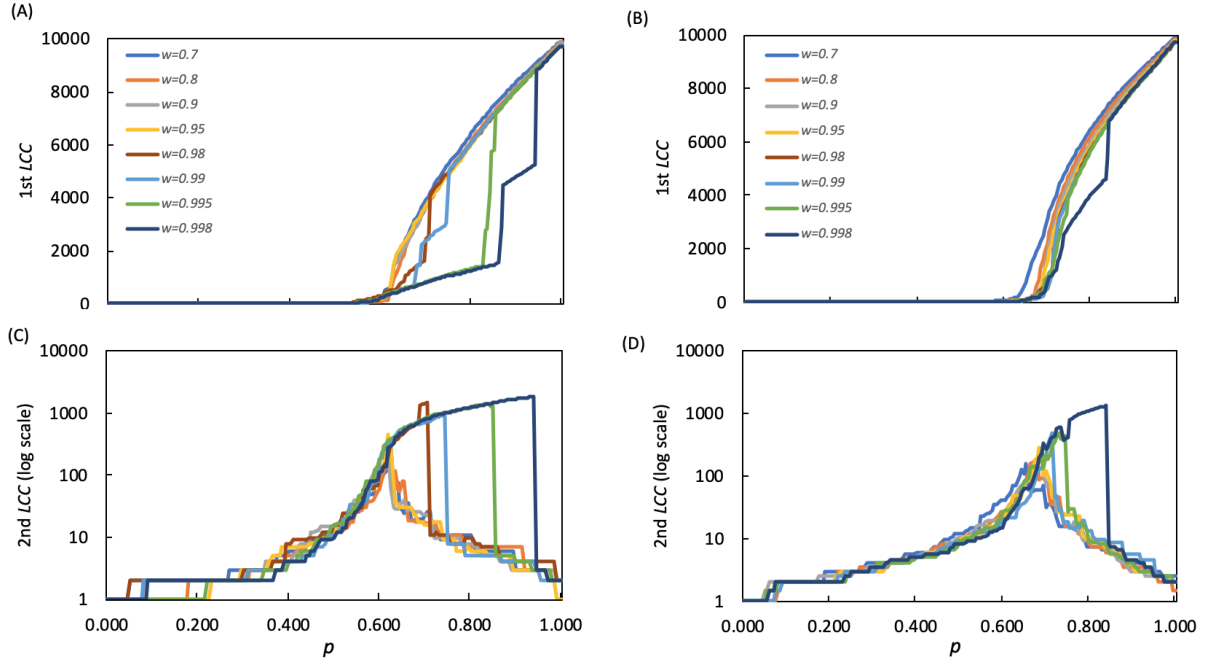 (A)
10000
8000
6000
4000
2000
0
1st LCC
w=0.7
w=0.8
w=0.9
w=0.95
w=0.98
w=0.99
w=0.995
w=0.998
(B)
10000
8000
6000
4000
2000
0
1st LCC
w=0.7
w=0.8
w=0.9
w=0.95
w=0.98
w=0.99
w=0.995
w=0.998
(C)
10000
1000
100
10
1
2nd LCC (log scale)
0.000 0.200 0.400 0.600 0.800 1.000
p
(D)
10000
1000
100
10
1
2nd LCC (log scale)
0.000 0.200 0.400 0.600 0.800 1.000
p